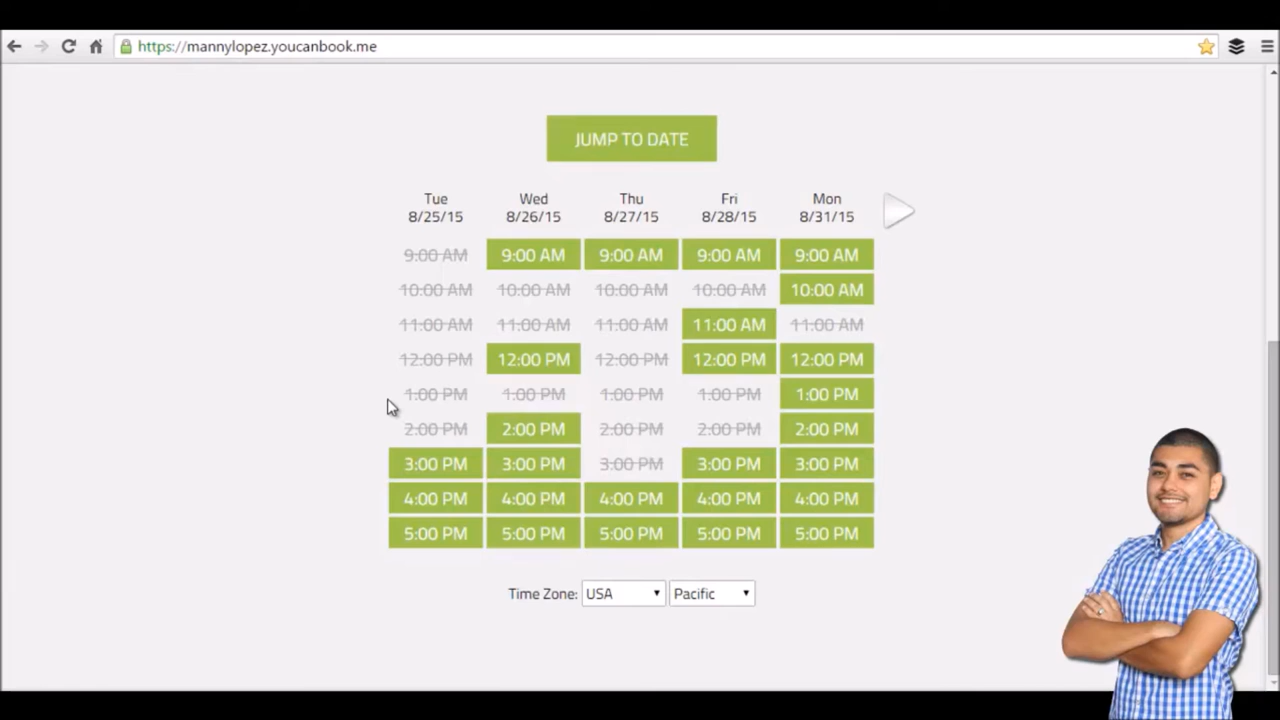 https://mannylopez.youcanbook.me
JUMP TO DATE
Tue Wed Thu Fri Mon
8/25/15 8/26/15 8/27/15 8/28/15 8/31/15
9:00 AM 9:00 AM 9:00 AM 9:00 AM 9:00 AM
10:00 AM 10:00 AM 10:00 AM 10:00 AM 10:00 AM
11:00 AM 11:00 AM 11:00 AM 11:00 AM 11:00 AM
12:00 PM 12:00 PM 12:00 PM 12:00 PM 12:00 PM
1:00 PM 1:00 PM 1:00 PM 1:00 PM 1:00 PM
2:00 PM 2:00 PM 2:00 PM 2:00 PM 2:00 PM
3:00 PM 3:00 PM 3:00 PM 3:00 PM 3:00 PM
4:00 PM 4:00 PM 4:00 PM 4:00 PM 4:00 PM
5:00 PM 5:00 PM 5:00 PM 5:00 PM 5:00 PM
Time Zone: USA Pacific